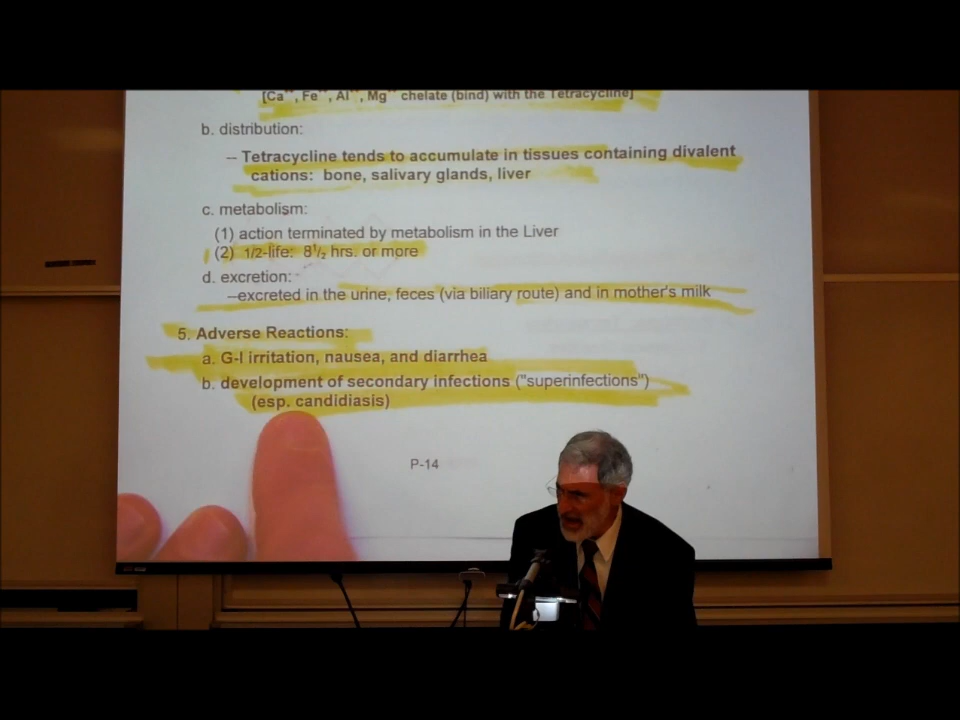 [Ca++, Fe++, Al++, Mg++ chelate (bind) with the Tetracycline]
b. distribution:
-- Tetracycline tends to accumulate in tissues containing divalent
cations: bone, salivary glands, liver
c. metabolism:
(1) action terminated by metabolism in the Liver
(2) 1/2-life: 8 1/2 hrs. or more
d. excretion:
--excreted in the urine, feces (via biliary route) and in mother's milk
5. Adverse Reactions:
a. G-I irritation, nausea, and diarrhea
b. development of secondary infections ("superinfections")
(esp. candidiasis)
P-14